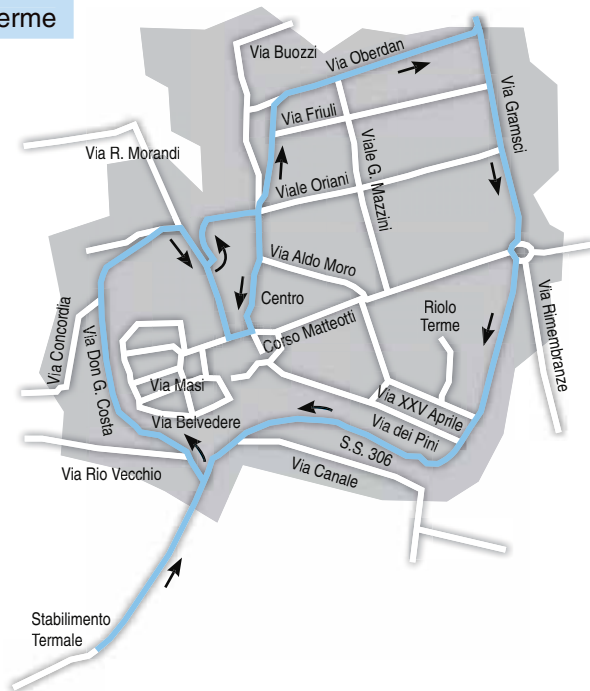 erme
Via Buozzi
Via Oberdan
Via Gramsci
Via Friuli
Via R. Morandi
Viale G. Mazzini
Viale Oriani
Via Aldo Moro
Centro
Riolo
Terme
Via Rimembranze
Via Concordia
Via Don G. Costa
Corso Matteotti
Via Masi
Via XXV Aprile
Via Belvedere
Via dei Pini
S.S. 306
Via Rio Vecchio
Via Canale
Stabilimento
Termale